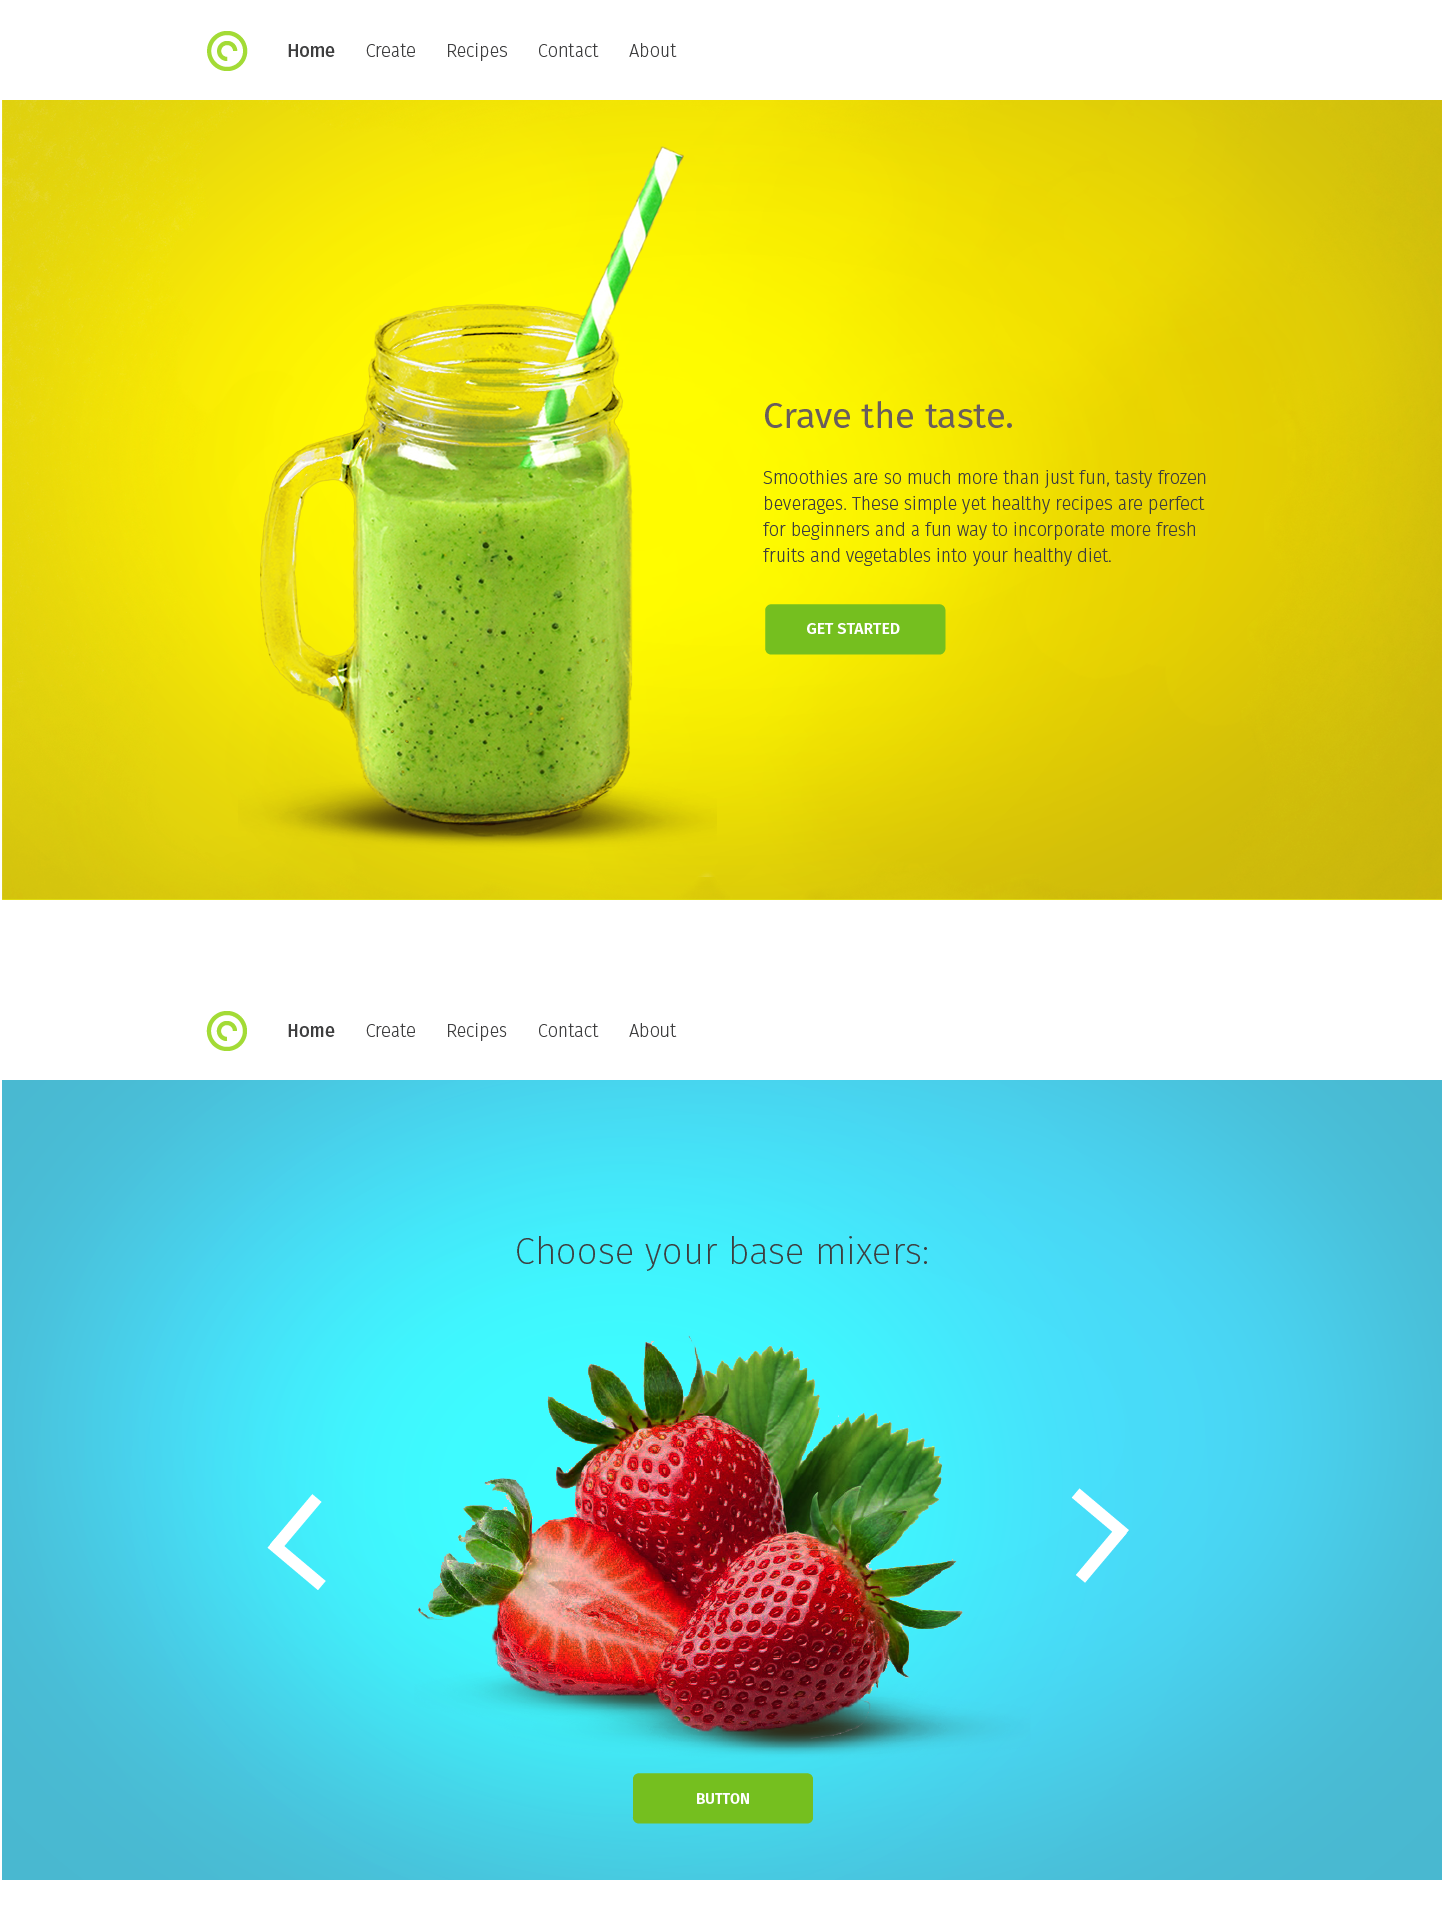 Home Create Recipes Contact About
Crave the taste.
Smoothies are so much more than just fun, tasty frozen
beverages. These simple yet healthy recipes are perfect
for beginners and a fun way to incorporate more fresh
fruits and vegetables into your healthy diet.
GET STARTED
Home Create Recipes Contact About
Choose your base mixers:
BUTTON